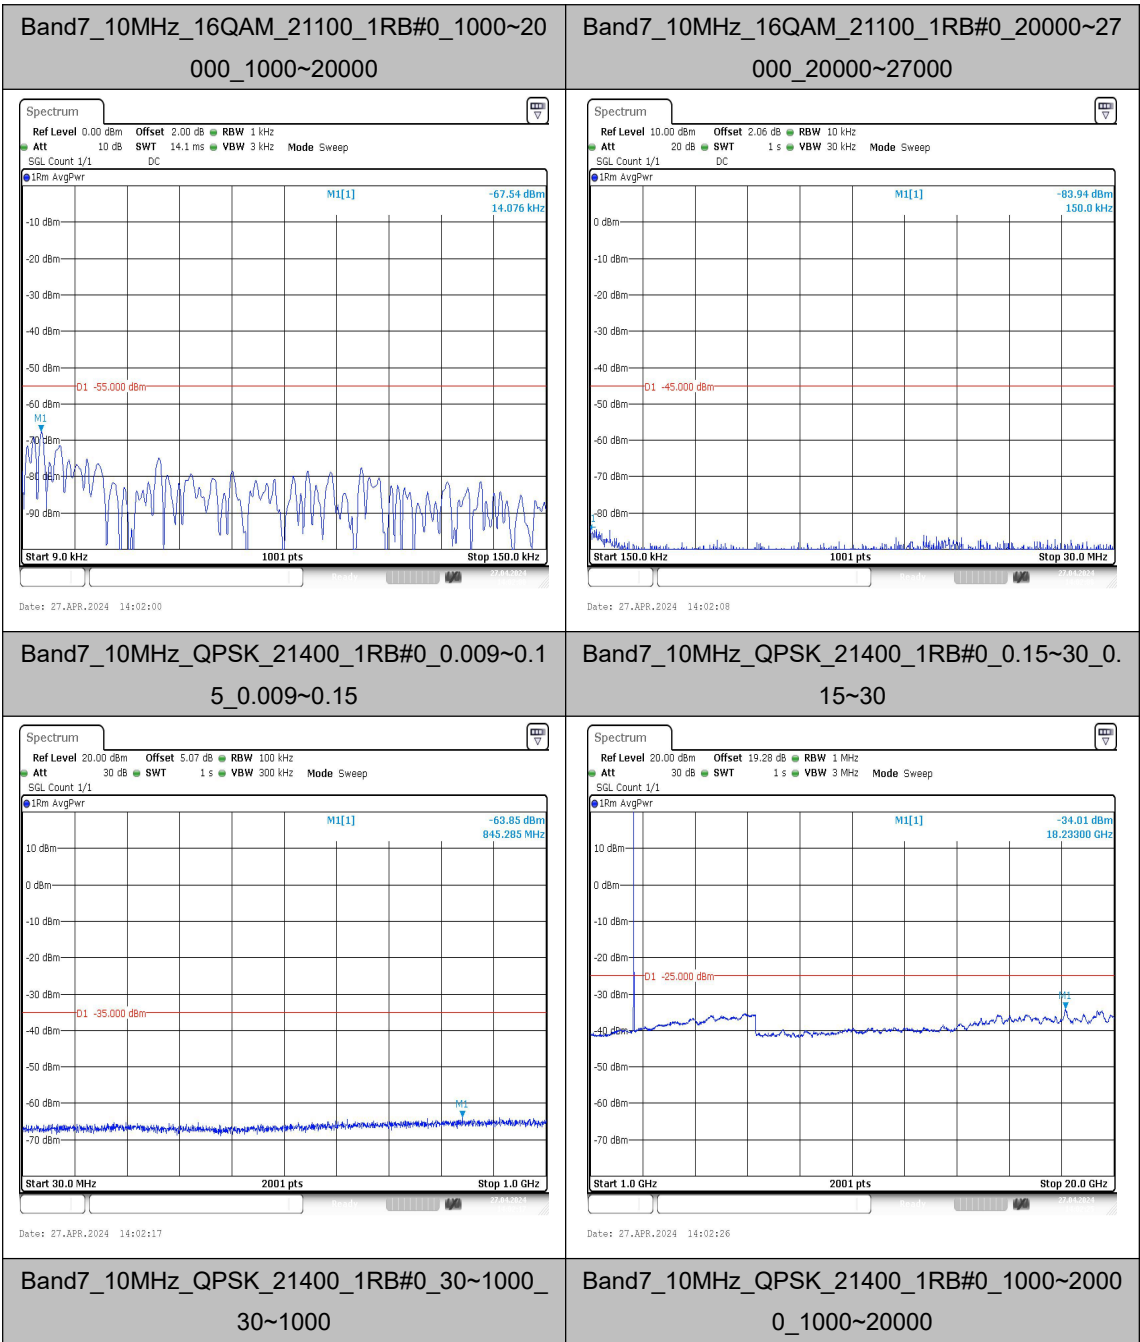 Band7_10MHz_16QAM_21100_1RB#0_1000~20
000_1000~20000
Band7_10MHz_16QAM_21100_1RB#0_20000~27
000_20000~27000
Spectrum
Ref Level 0.00 dBm Offset 2.00 dB RBW 1 kHz
Att 10 dB SWT 14.1 ms VBW 3 kHz Mode Sweep
SGL Count 1/1 DC
1Rm AvgPwr
M1[1] -67.54 dBm
14.076 kHz
-10 dBm
-20 dBm
-30 dBm
-40 dBm
-50 dBm
D1 -55.000 dBm
-60 dBm
M1
-70 dBm
-80 dBm
-90 dBm
Start 9.0 kHz 1001 pts Stop 150.0 kHz
27.04.2024
Date: 27.APR.2024 14:02:00
Spectrum
Ref Level 10.00 dBm Offset 2.06 dB RBW 10 kHz
Att 20 dB SWT 1 s VBW 30 kHz Mode Sweep
SGL Count 1/1 DC
1Rm AvgPwr
M1[1] -83.94 dBm
150.0 kHz
0 dBm
-10 dBm
-20 dBm
-30 dBm
-40 dBm
D1 -45.000 dBm
-50 dBm
-60 dBm
-70 dBm
-80 dBm
Start 150.0 kHz 1001 pts Stop 30.0 MHz
27.04.2024
Date: 27.APR.2024 14:02:08
Band7_10MHz_QPSK_21400_1RB#0_0.009~0.1
5_0.009~0.15
Band7_10MHz_QPSK_21400_1RB#0_0.15~30_0.
15~30
Spectrum
Ref Level 20.00 dBm Offset 5.07 dB RBW 100 kHz
Att 30 dB SWT 1 s VBW 300 kHz Mode Sweep
SGL Count 1/1
1Rm AvgPwr
M1[1] -63.85 dBm
845.285 MHz
10 dBm
0 dBm
-10 dBm
-20 dBm
-30 dBm
D1 -35.000 dBm
-40 dBm
-50 dBm
-60 dBm
M1
-70 dBm
Start 30.0 MHz 2001 pts Stop 1.0 GHz
27.04.2024
Date: 27.APR.2024 14:02:17
Spectrum
Ref Level 20.00 dBm Offset 19.28 dB RBW 1 MHz
Att 30 dB SWT 1 s VBW 3 MHz Mode Sweep
SGL Count 1/1
1Rm AvgPwr
M1[1] -34.01 dBm
18.23300 GHz
10 dBm
0 dBm
-10 dBm
-20 dBm
D1 -25.000 dBm
-30 dBm
M1
-40 dBm
-50 dBm
-60 dBm
-70 dBm
Start 1.0 GHz 2001 pts Stop 20.0 GHz
27.04.2024
Date: 27.APR.2024 14:02:26
Band7_10MHz_QPSK_21400_1RB#0_30~1000_
30~1000
Band7_10MHz_QPSK_21400_1RB#0_1000~2000
0_1000~20000